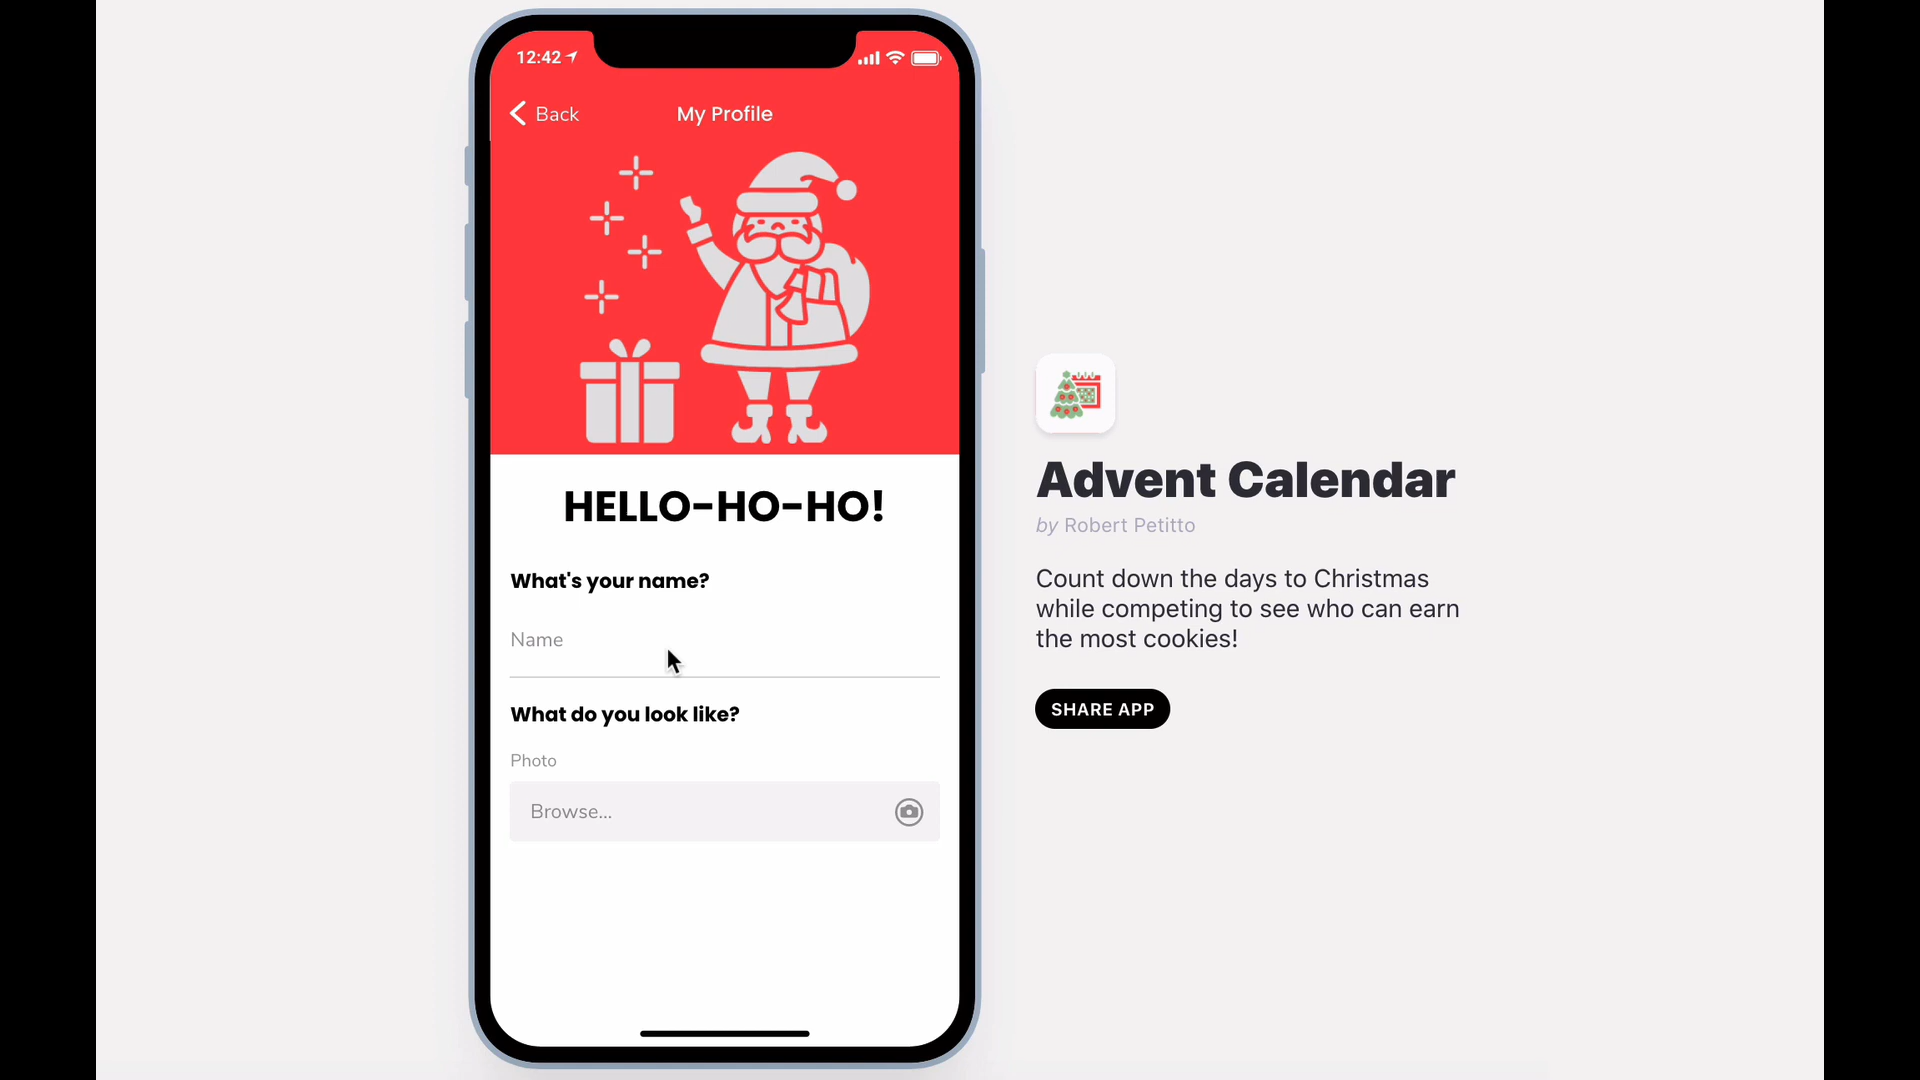 12:42
Back
My Profile
HELLO-HO-HO!
What's your name?
Name
What do you look like?
Photo
Browse...
Advent Calendar
by Robert Petitto
Count down the days to Christmas
while competing to see who can earn
the most cookies!
SHARE APP